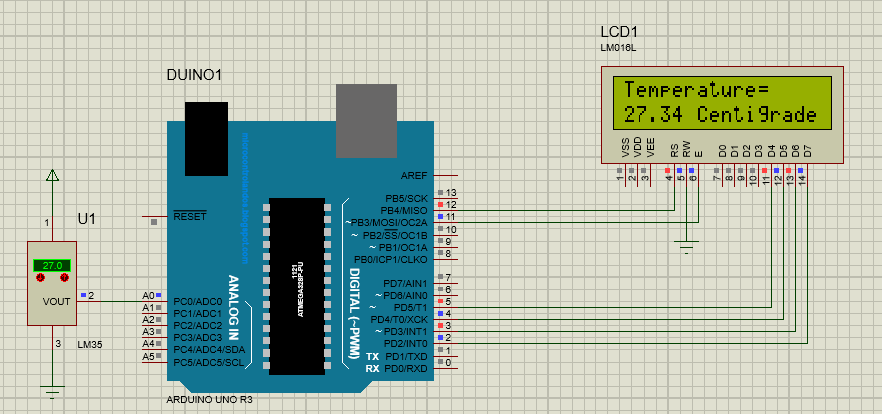 LCD1
LM016L
Temperature=
27.34 Centigrade
VSS VDD VEE RS RW E D0 D1 D2 D3 D4 D5 D6 D7
1 2 3 4 5 6 7 8 9 10 11 12 13 14
DUINO1
AREF
RESET
PB5/SCK 13
PB4/MISO 12
~PB3/MOSI/OC2A 11
~ PB2/SS/OC1B 10
~ PB1/OC1A 9
PB0/ICP1/CLKO 8
PD7/AIN1 7
~ PD6/AIN0 6
~ PD5/T1 5
PD4/T0/XCK 4
~ PD3/INT1 3
PD2/INT0 2
TX PD1/TXD 1
RX PD0/RXD 0
DIGITAL (~PWM)
ANALOG IN
1121
ATMEGA328P-PU
A0 PC0/ADC0
A1 PC1/ADC1
A2 PC2/ADC2
A3 PC3/ADC3
A4 PC4/ADC4/SDA
A5 PC5/ADC5/SCL
ARDUINO UNO R3
U1
1
27.0
VOUT 2
3
LM35